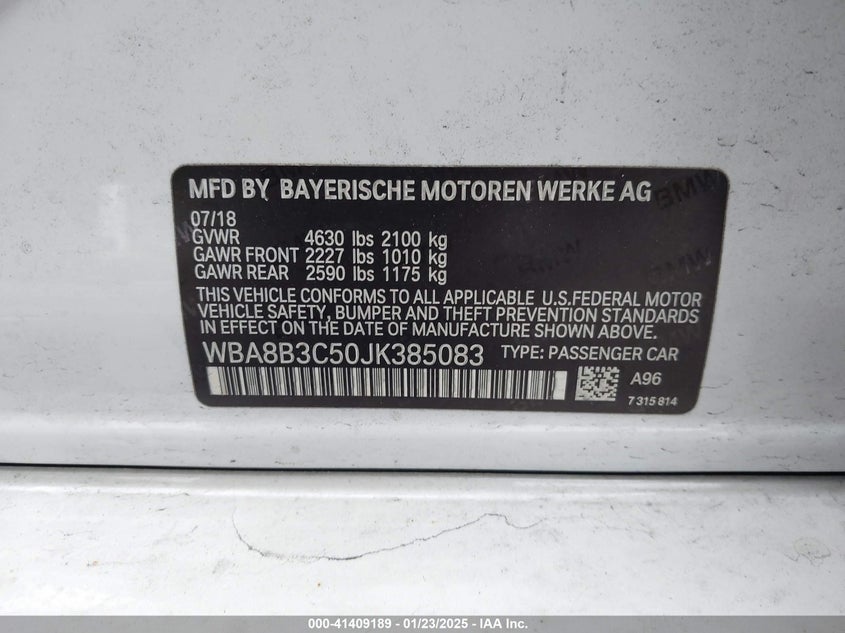 MFD BY BAYERISCHE MOTOREN WERKE AG
07/18
GVWR 4630 lbs 2100 kg
GAWR FRONT 2227 lbs 1010 kg
GAWR REAR 2590 lbs 1175 kg
THIS VEHICLE CONFORMS TO ALL APPLICABLE U.S.FEDERAL MOTOR
VEHICLE SAFETY, BUMPER AND THEFT PREVENTION STANDARDS
IN EFFECT ON THE DATE OF MANUFACTURE SHOWN ABOVE.
WBA8B3C50JK385083 TYPE: PASSENGER CAR
A96
7 315 814
BMW
BMW
BMW
000-41409189 - 01/23/2025 - IAA Inc.